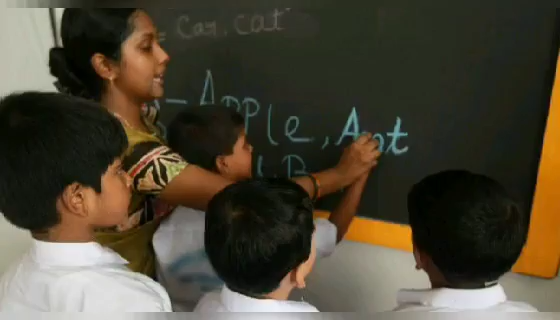 = Car. cat
- APPle, Ant
B